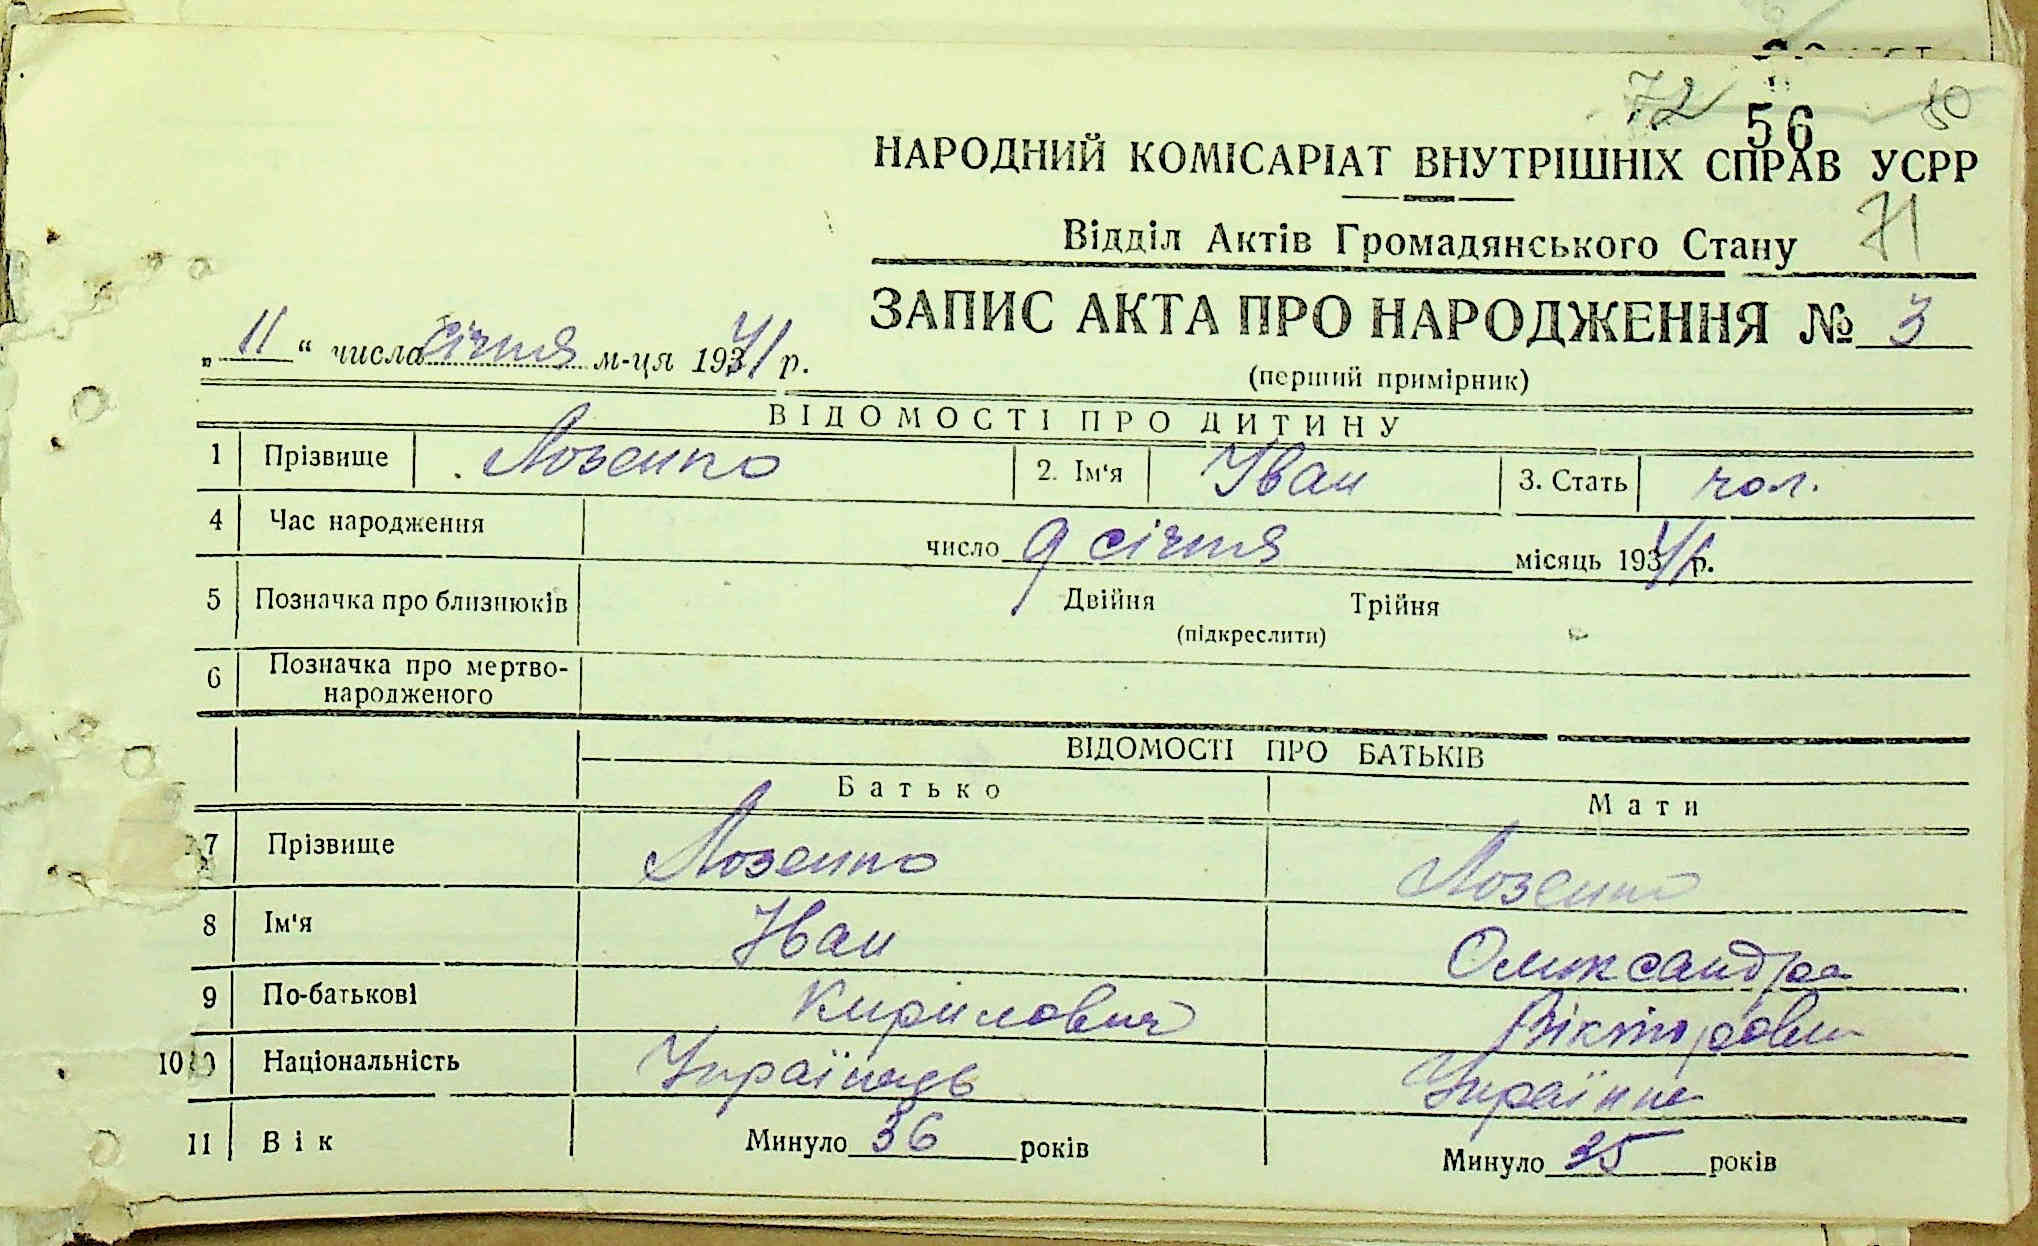 72 56 80
НАРОДНИЙ КОМІСАРІАТ ВНУТРІШНІХ СПРАВ УСРР
Відділ Актів Громадянського Стану 71
ЗАПИС АКТА ПРО НАРОДЖЕННЯ № 3
„ 11 “ числа січня м-ця 1941 р.
(перший примірник)
ВІДОМОСТІ ПРО ДИТИНУ
1 Прізвище Лозенко 2. Ім'я Іван 3. Стать чол.
4 Час народження число 9 січня місяць 1941 р.
5 Позначка про близнюків Двійня Трійня
(підкреслити)
6 Позначка про мертво-
народженого
ВІДОМОСТІ ПРО БАТЬКІВ
Батько Мати
7 Прізвище Лозенко Лозенко
8 Ім'я Іван Олександра
9 По-батькові Кирилович Вікторовн
10 Національність Українець Українка
11 Вік Минуло 36 років Минуло 35 років